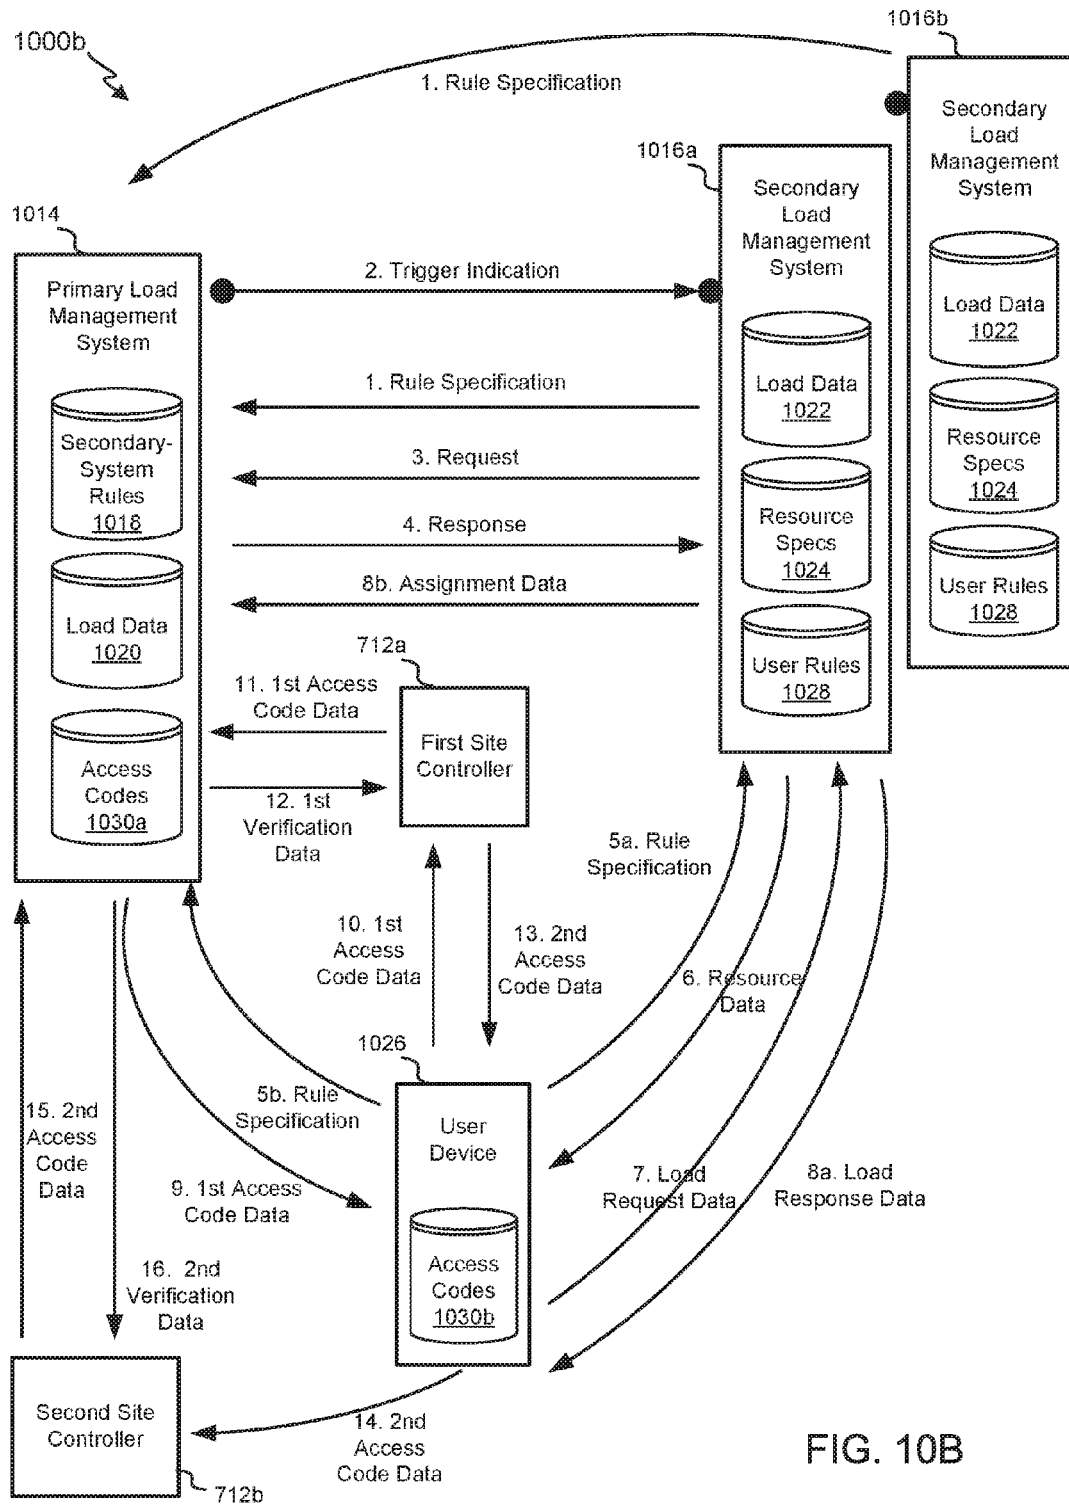 1000b
1016b
1. Rule Specification
Secondary
Load
Management
System
Load Data
1022
Resource
Specs
1024
User Rules
1028
1016a
Secondary
Load
Management
System
Load Data
1022
Resource
Specs
1024
User Rules
1028
1014
Primary Load
Management
System
Secondary-
System
Rules
1018
Load Data
1020
Access
Codes
1030a
2. Trigger Indication
1. Rule Specification
3. Request
4. Response
8b. Assignment Data
712a
First Site
Controller
11. 1st Access
Code Data
12. 1st
Verification
Data
10. 1st
Access
Code Data
13. 2nd
Access
Code Data
5a. Rule
Specification
6. Resource
Data
7. Load
Request Data
8a. Load
Response Data
1026
User
Device
Access
Codes
1030b
5b. Rule
Specification
9. 1st Access
Code Data
15. 2nd
Access
Code
Data
16. 2nd
Verification
Data
Second Site
Controller
712b
14. 2nd
Access
Code Data
FIG. 10B